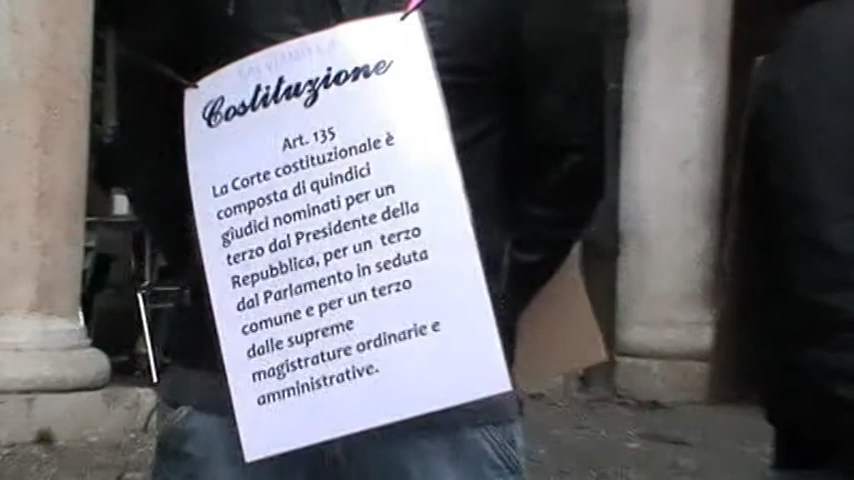 Costituzione
Art. 135
La Corte costituzionale è
composta di quindici
giudici nominati per un
terzo dal Presidente della
Repubblica, per un terzo
dal Parlamento in seduta
comune e per un terzo
dalle supreme
magistrature ordinarie e
amministrative.